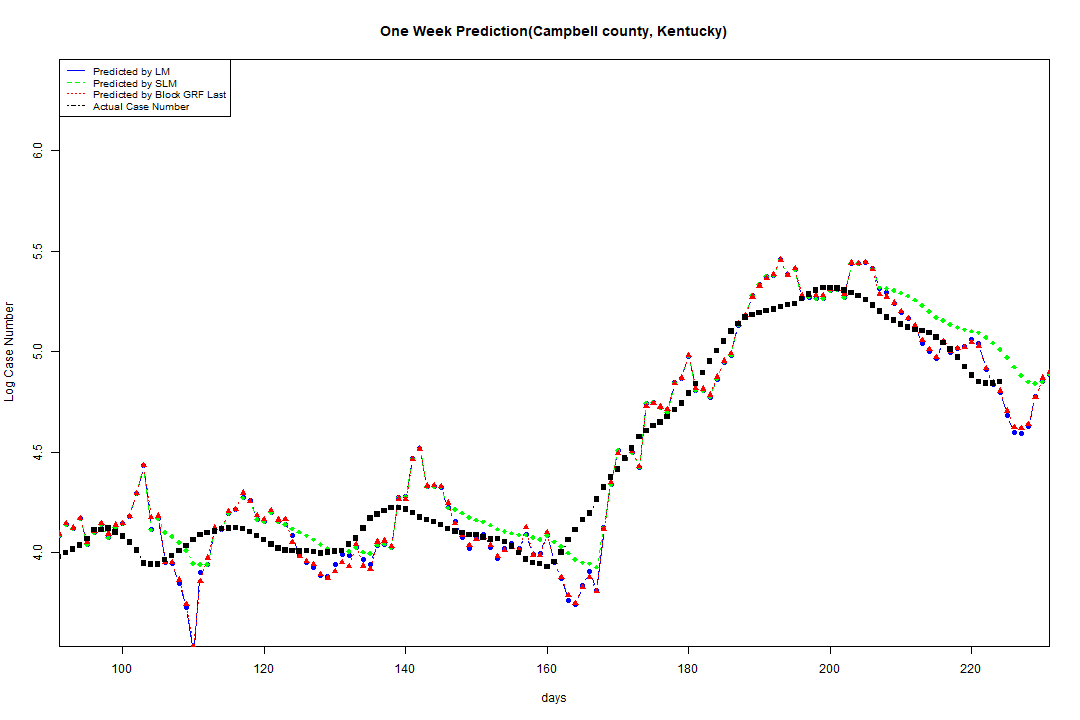 One Week Prediction(Campbell county, Kentucky)
Predicted by LM
Predicted by SLM
Predicted by Block GRF Last
Actual Case Number
6.0
5.5
5.0
4.5
4.0
Log Case Number
100 120 140 160 180 200 220
days